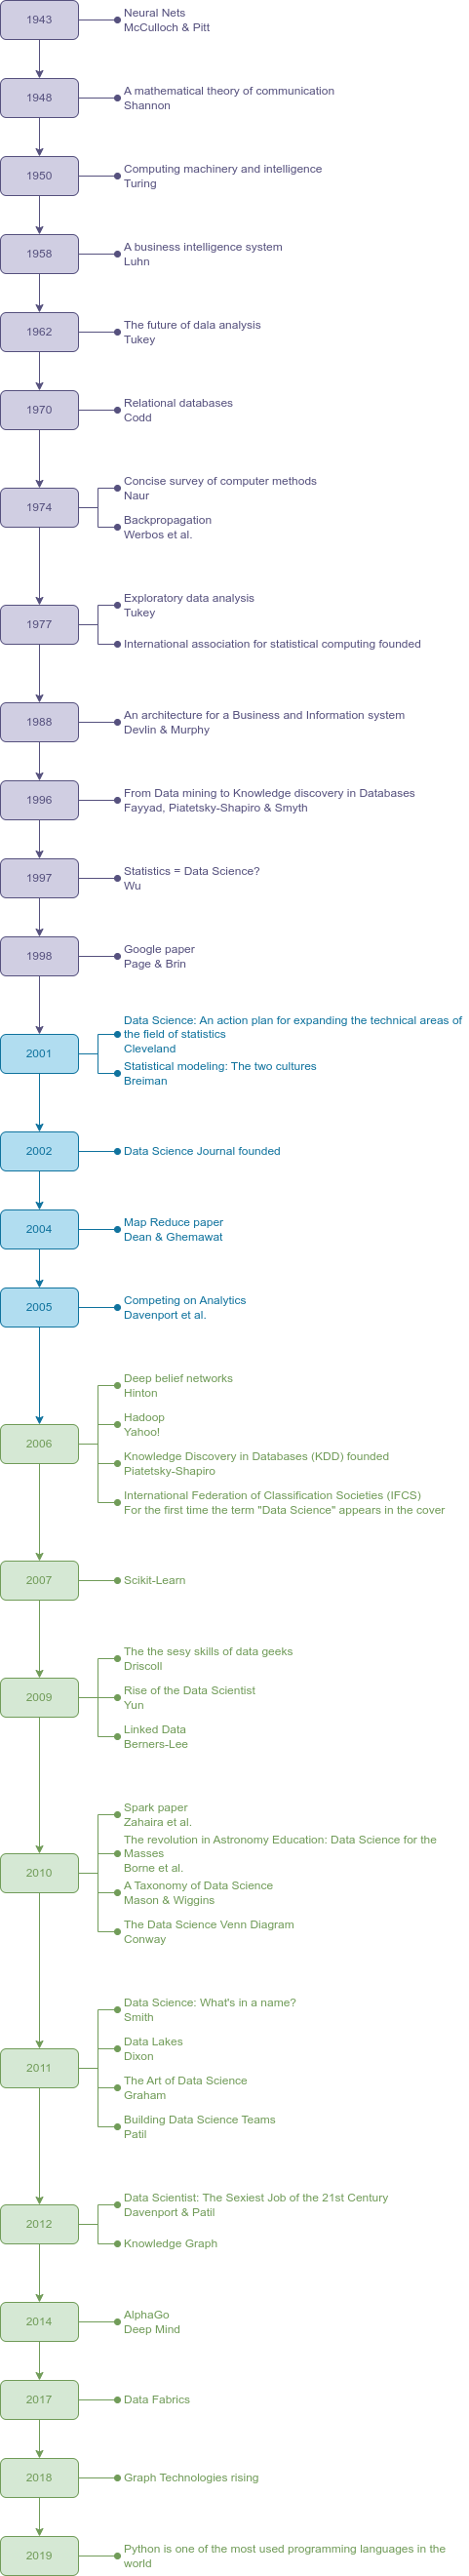 1943
Neural Nets
McCulloch & Pitt
1948
A mathematical theory of communication
Shannon
1950
Computing machinery and intelligence
Turing
1958
A business intelligence system
Luhn
1962
The future of dala analysis
Tukey
1970
Relational databases
Codd
1974
Concise survey of computer methods
Naur
Backpropagation
Werbos et al.
1977
Exploratory data analysis
Tukey
International association for statistical computing founded
1988
An architecture for a Business and Information system
Devlin & Murphy
1996
From Data mining to Knowledge discovery in Databases
Fayyad, Piatetsky-Shapiro & Smyth
1997
Statistics = Data Science?
Wu
1998
Google paper
Page & Brin
2001
Data Science: An action plan for expanding the technical areas of
the field of statistics
Cleveland
Statistical modeling: The two cultures
Breiman
2002
Data Science Journal founded
2004
Map Reduce paper
Dean & Ghemawat
2005
Competing on Analytics
Davenport et al.
2006
Deep belief networks
Hinton
Hadoop
Yahoo!
Knowledge Discovery in Databases (KDD) founded
Piatetsky-Shapiro
International Federation of Classification Societies (IFCS)
For the first time the term "Data Science" appears in the cover
2007
Scikit-Learn
2009
The the sesy skills of data geeks
Driscoll
Rise of the Data Scientist
Yun
Linked Data
Berners-Lee
2010
Spark paper
Zahaira et al.
The revolution in Astronomy Education: Data Science for the
Masses
Borne et al.
A Taxonomy of Data Science
Mason & Wiggins
The Data Science Venn Diagram
Conway
2011
Data Science: What's in a name?
Smith
Data Lakes
Dixon
The Art of Data Science
Graham
Building Data Science Teams
Patil
2012
Data Scientist: The Sexiest Job of the 21st Century
Davenport & Patil
Knowledge Graph
2014
AlphaGo
Deep Mind
2017
Data Fabrics
2018
Graph Technologies rising
2019
Python is one of the most used programming languages in the
world